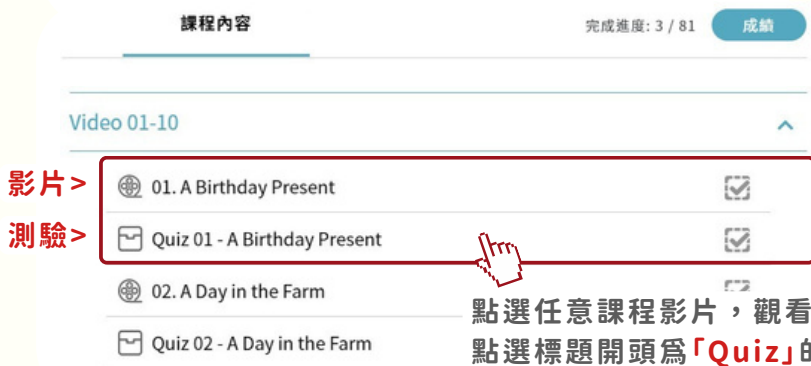 課程內容
完成進度: 3 / 81
成績
Video 01-10
影片>
01. A Birthday Present
測驗>
Quiz 01 - A Birthday Present
02. A Day in the Farm
點選任意課程影片，觀看
Quiz 02 - A Day in the Farm
點選標題開頭爲「Quiz」的